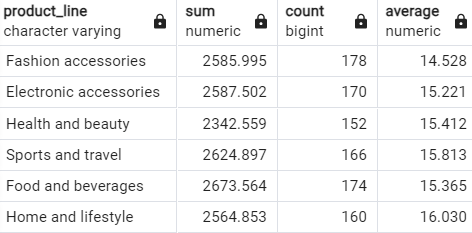 product_line sum count average
character varying numeric bigint numeric
Fashion accessories 2585.995 178 14.528
Electronic accessories 2587.502 170 15.221
Health and beauty 2342.559 152 15.412
Sports and travel 2624.897 166 15.813
Food and beverages 2673.564 174 15.365
Home and lifestyle 2564.853 160 16.030